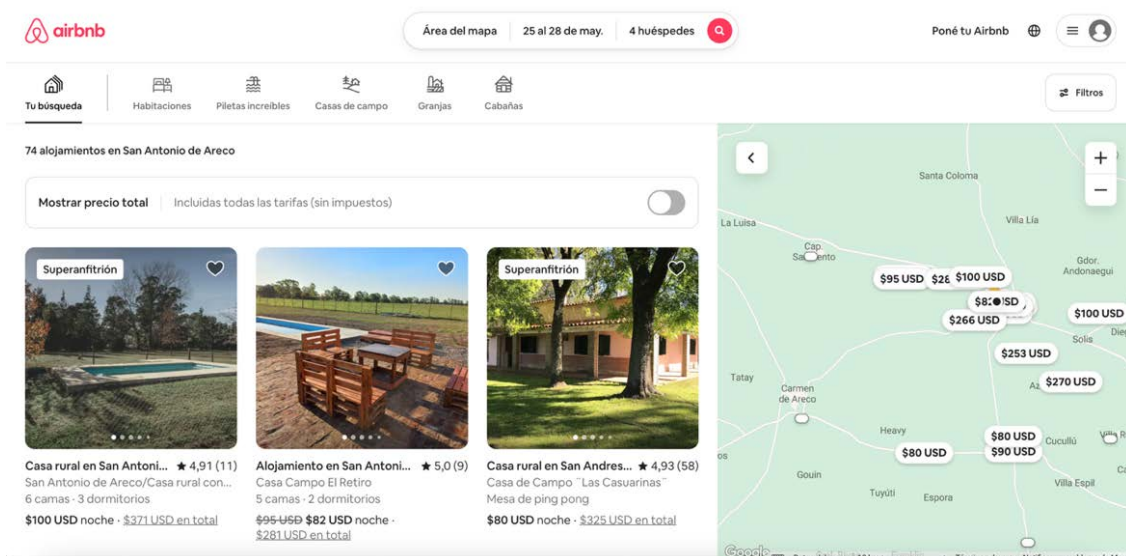 airbnb
Área del mapa
25 al 28 de may.
4 huéspedes
Poné tu Airbnb
Tu búsqueda
Habitaciones
Piletas increíbles
Casas de campo
Granjas
Cabañas
Filtros
74 alojamientos en San Antonio de Areco
Mostrar precio total
Incluidas todas las tarifas (sin impuestos)
Superanfitrión
Superanfitrión
Casa rural en San Antoni... ★ 4,91 (11)
San Antonio de Areco/Casa rural con...
6 camas · 3 dormitorios
$100 USD noche · $371 USD en total
Alojamiento en San Antoni... ★ 5,0 (9)
Casa Campo El Retiro
5 camas · 2 dormitorios
$95 USD $82 USD noche ·
$281 USD en total
Casa rural en San Andres... ★ 4,93 (58)
Casa de Campo ¨Las Casuarinas¨
Mesa de ping pong
$80 USD noche · $325 USD en total
Santa Coloma
La Luisa
Villa Lía
Cap.
Gdor.
Andonaegui
$95 USD
$100 USD
$266 USD
$100 USD
Solís
$253 USD
Tatay
$270 USD
Carmen
de Areco
Heavy
$80 USD
$80 USD
$90 USD
Cucullú
Gouin
Villa Espil
Tuyutí
Espora
Google